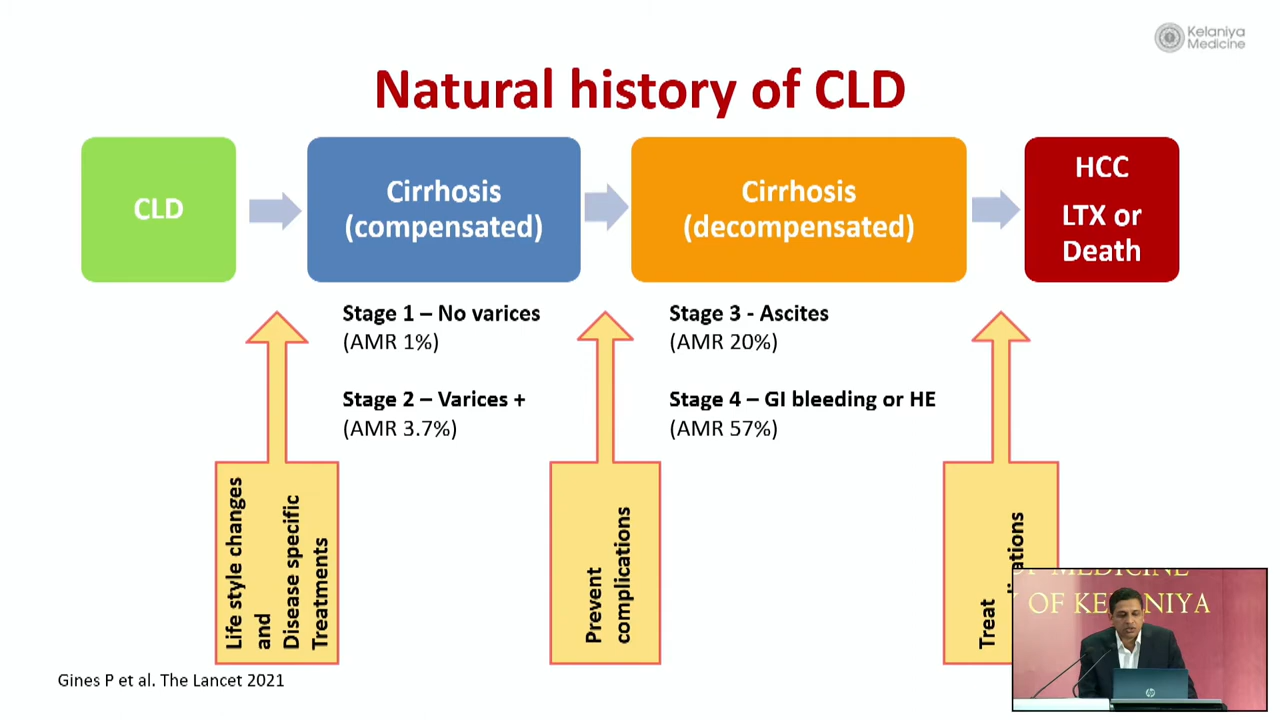 Kelaniya
Medicine
Natural history of CLD
CLD
Cirrhosis
(compensated)
Cirrhosis
(decompensated)
HCC
LTX or
Death
Stage 1 – No varices
(AMR 1%)
Stage 2 – Varices +
(AMR 3.7%)
Stage 3 - Ascites
(AMR 20%)
Stage 4 – GI bleeding or HE
(AMR 57%)
Life style changes
and
Disease specific
Treatments
Prevent
complications
Treat
Gines P et al. The Lancet 2021
OF MEDICINE
OF KELANIYA
hp